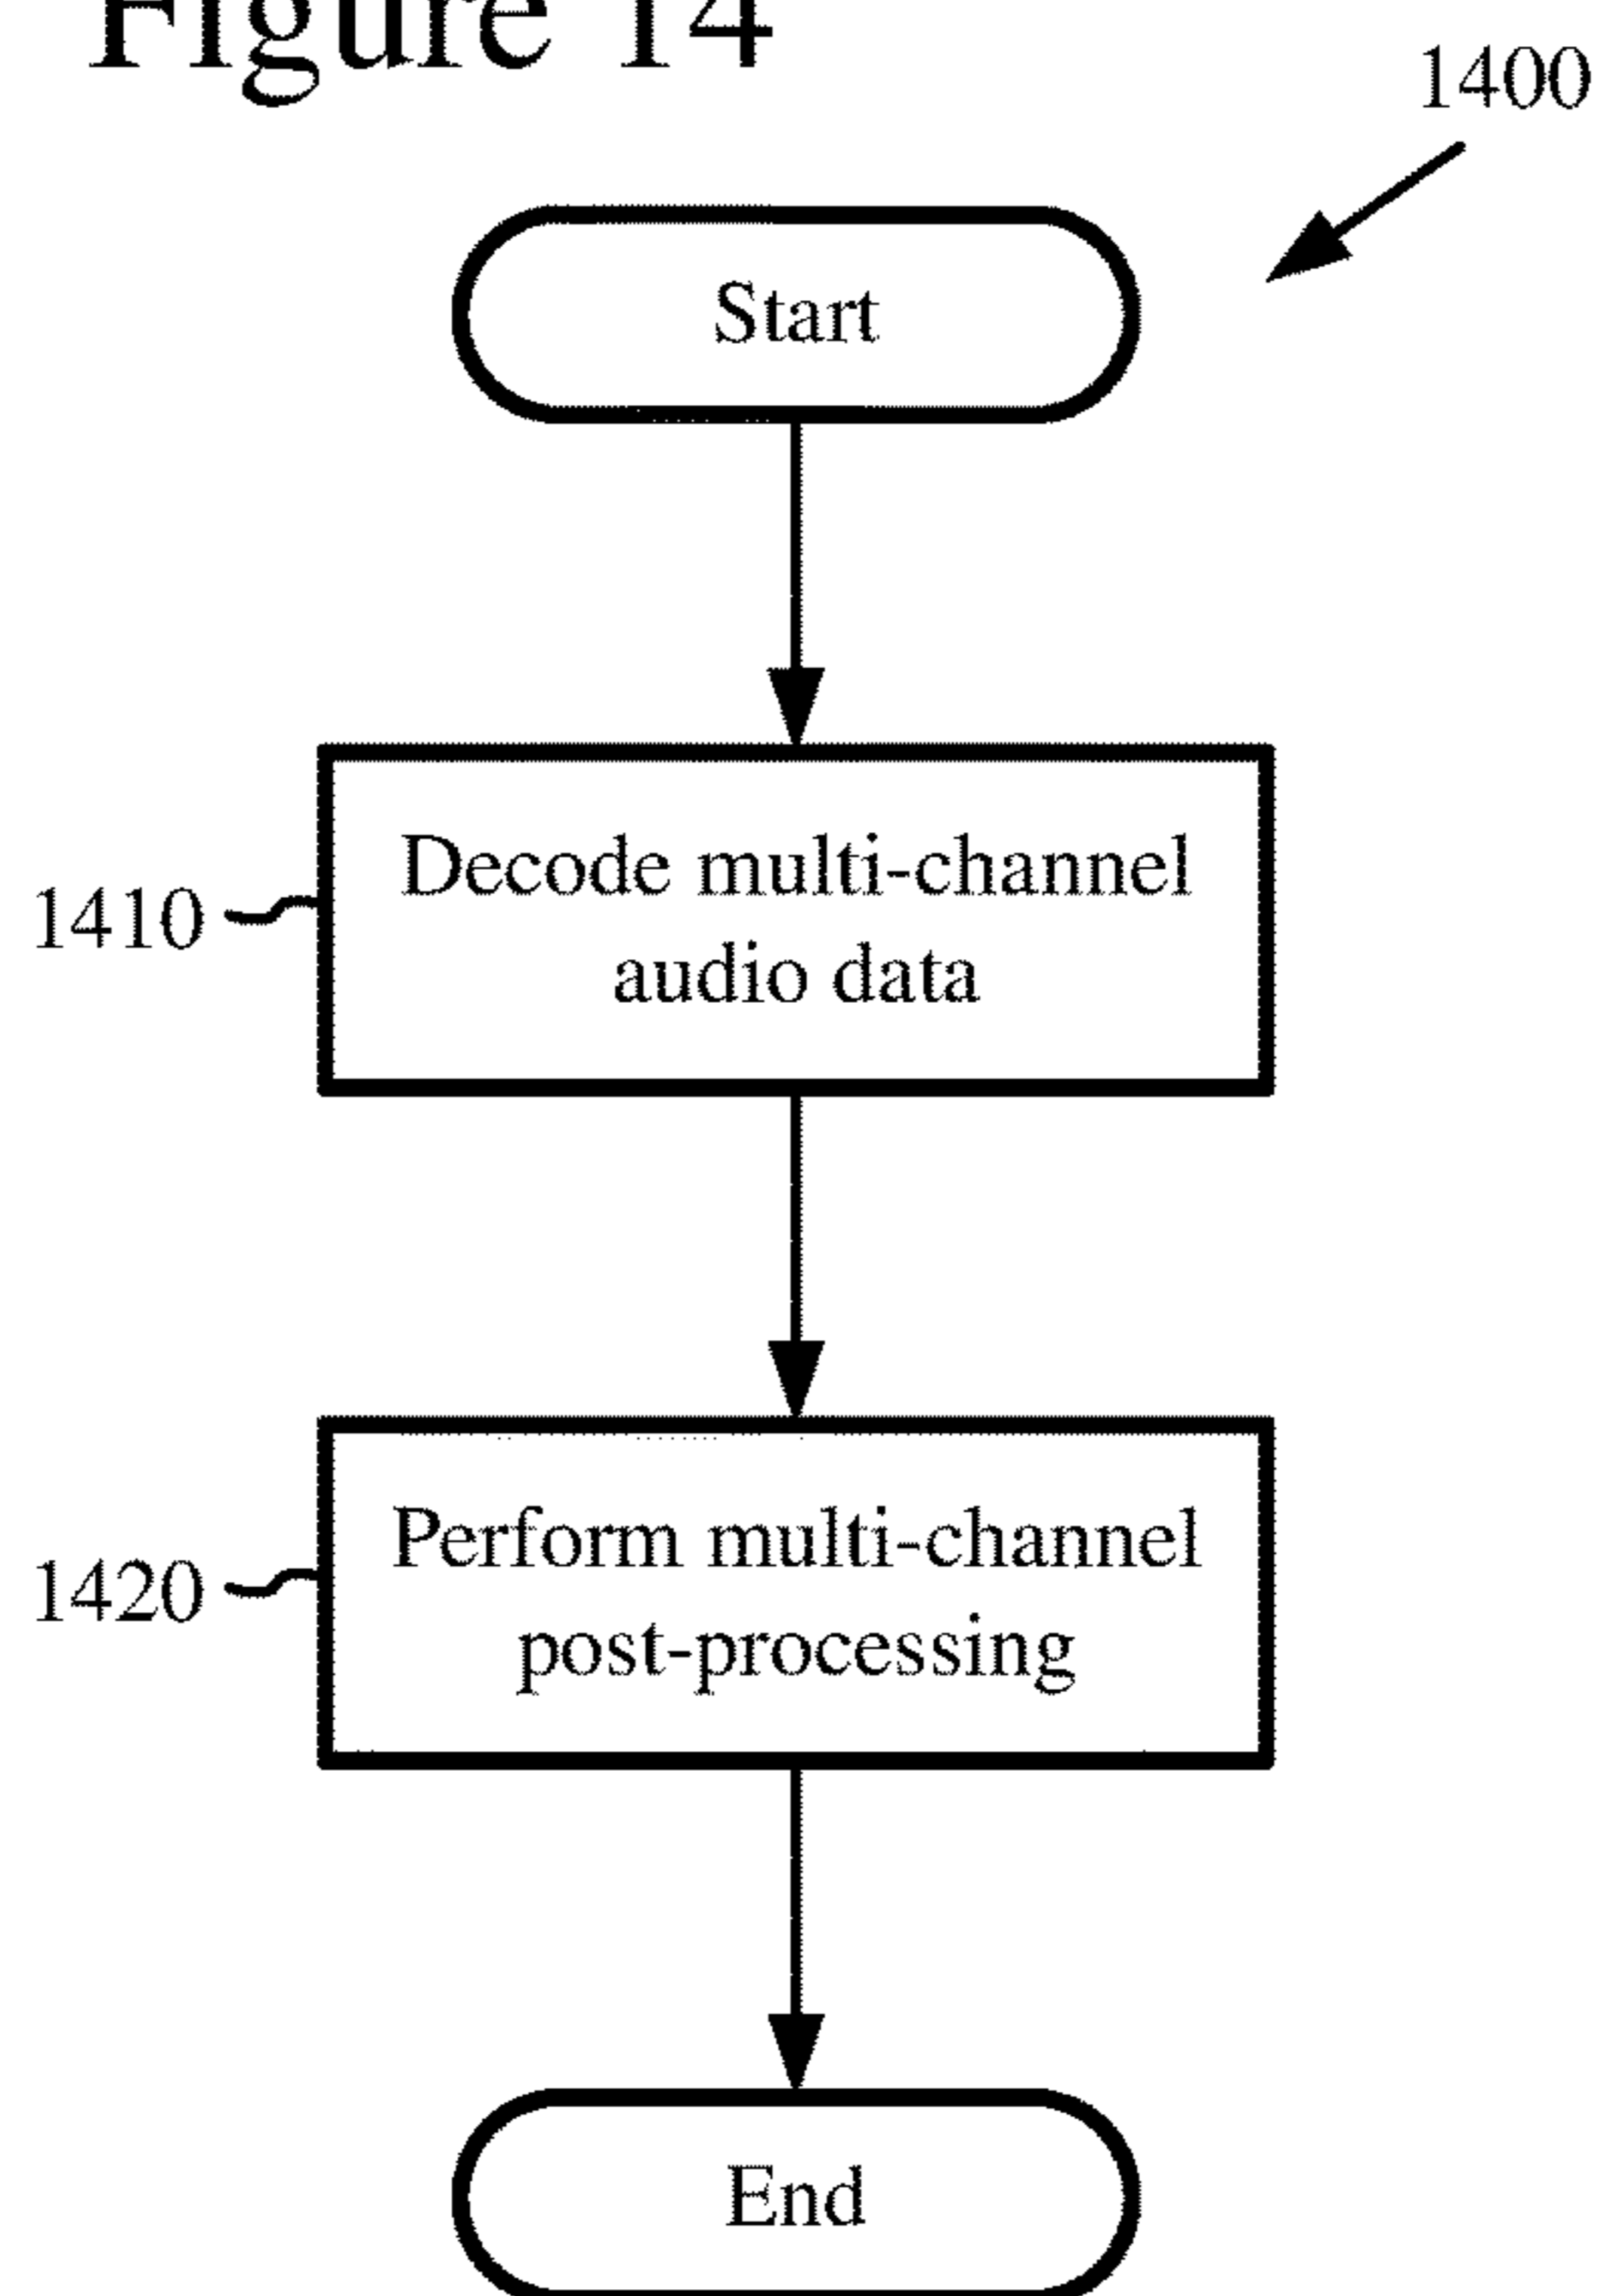 Figure 14
1400
Start
1410
Decode multi-channel
audio data
1420
Perform multi-channel
post-processing
End